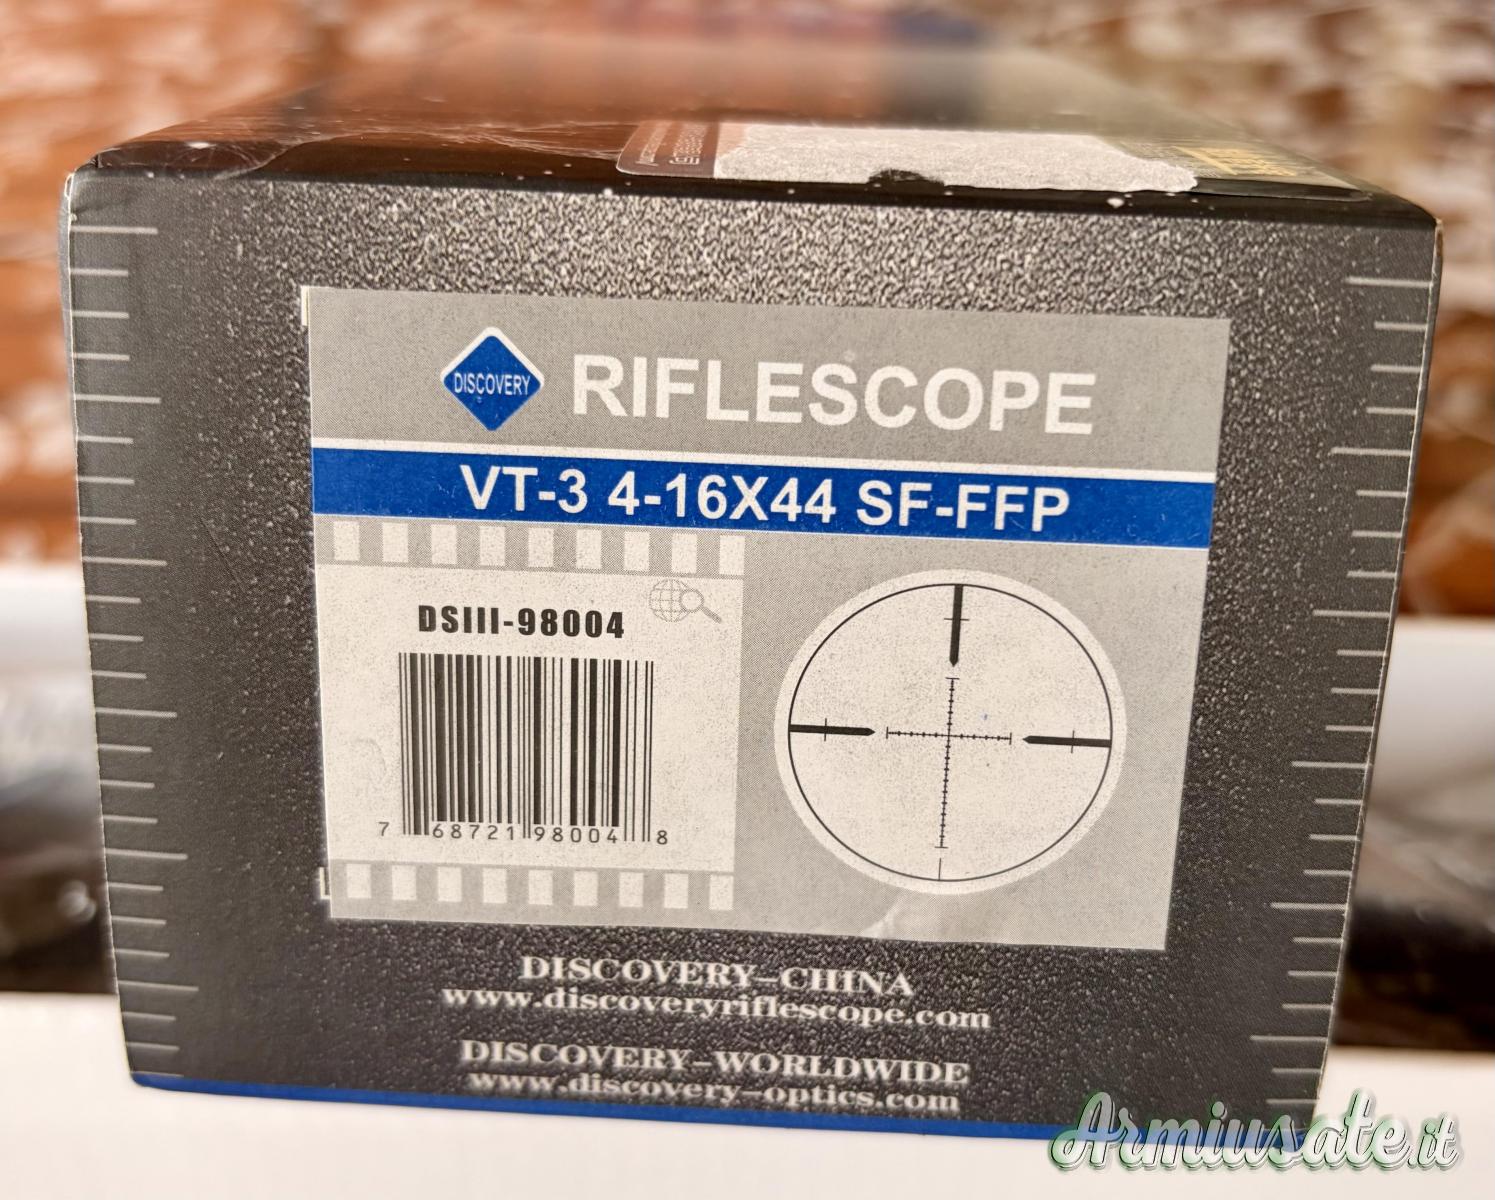 DISCOVERY
RIFLESCOPE
VT-3 4-16X44 SF-FFP
DSIII-98004
7 68721 98004 8
DISCOVERY-CHINA
www.discoveryriflescope.com
DISCOVERY-WORLDWIDE
www.discovery-optics.com
Armiusate.it